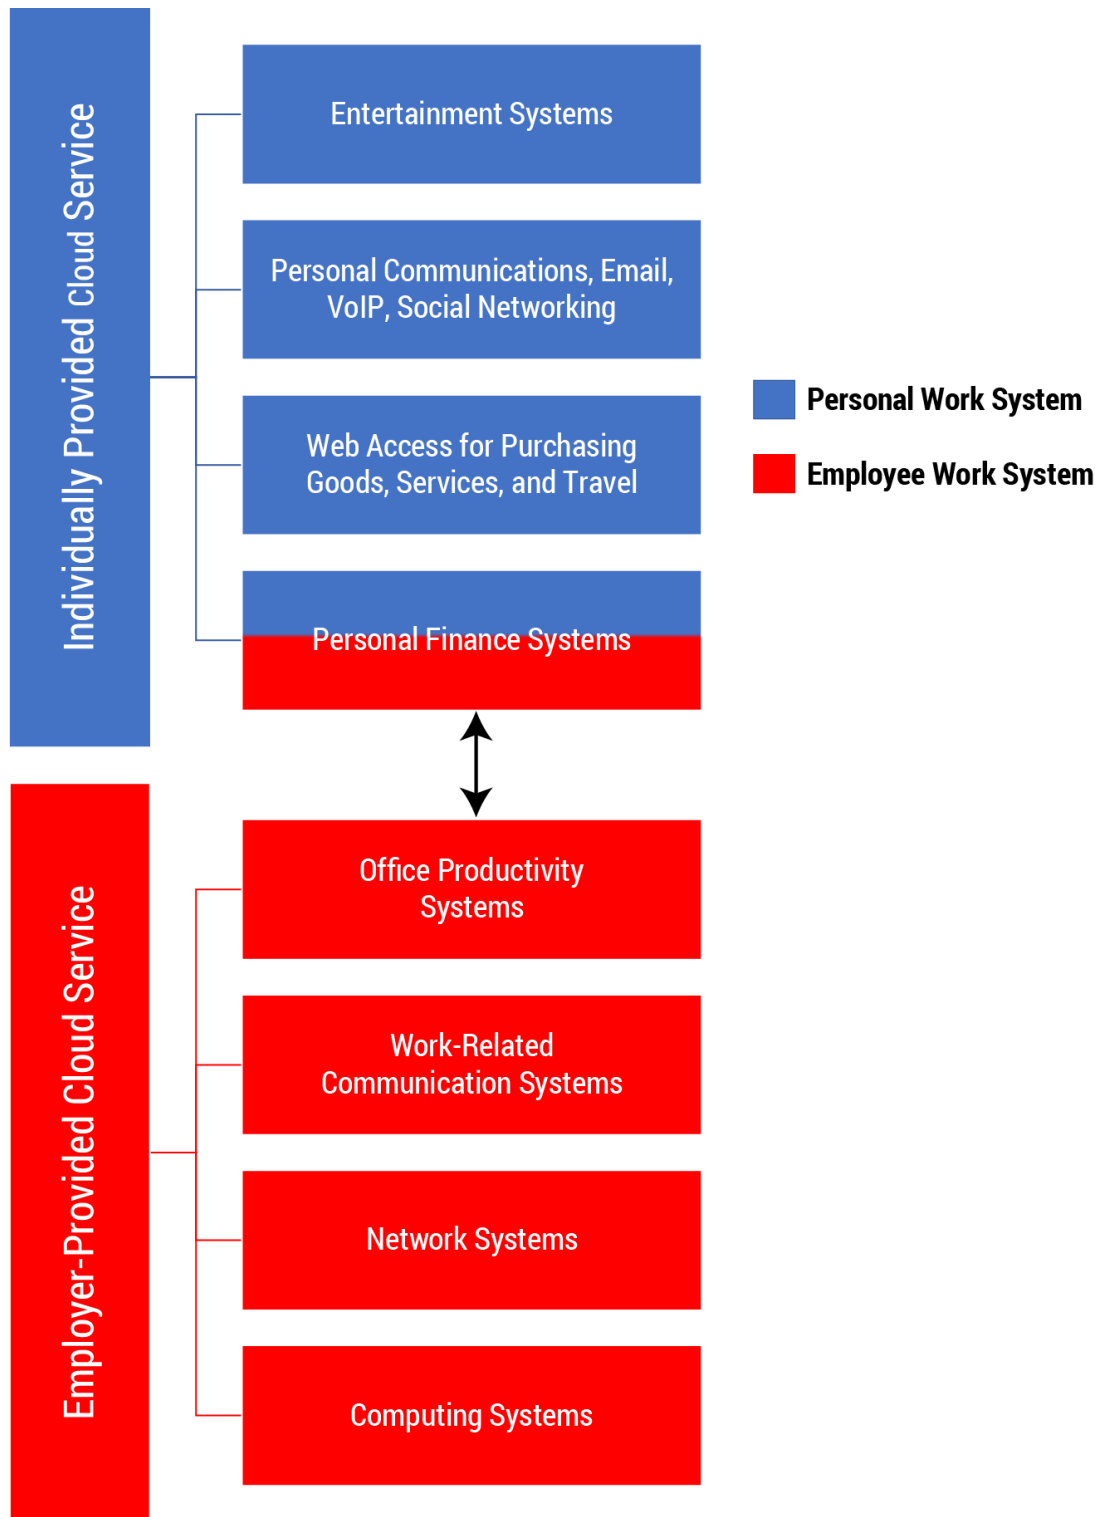 Individually Provided Cloud Service
Entertainment Systems
Personal Communications, Email,
VoIP, Social Networking
Web Access for Purchasing
Goods, Services, and Travel
Personal Finance Systems
Personal Work System
Employee Work System
Employer-Provided Cloud Service
Office Productivity
Systems
Work-Related
Communication Systems
Network Systems
Computing Systems